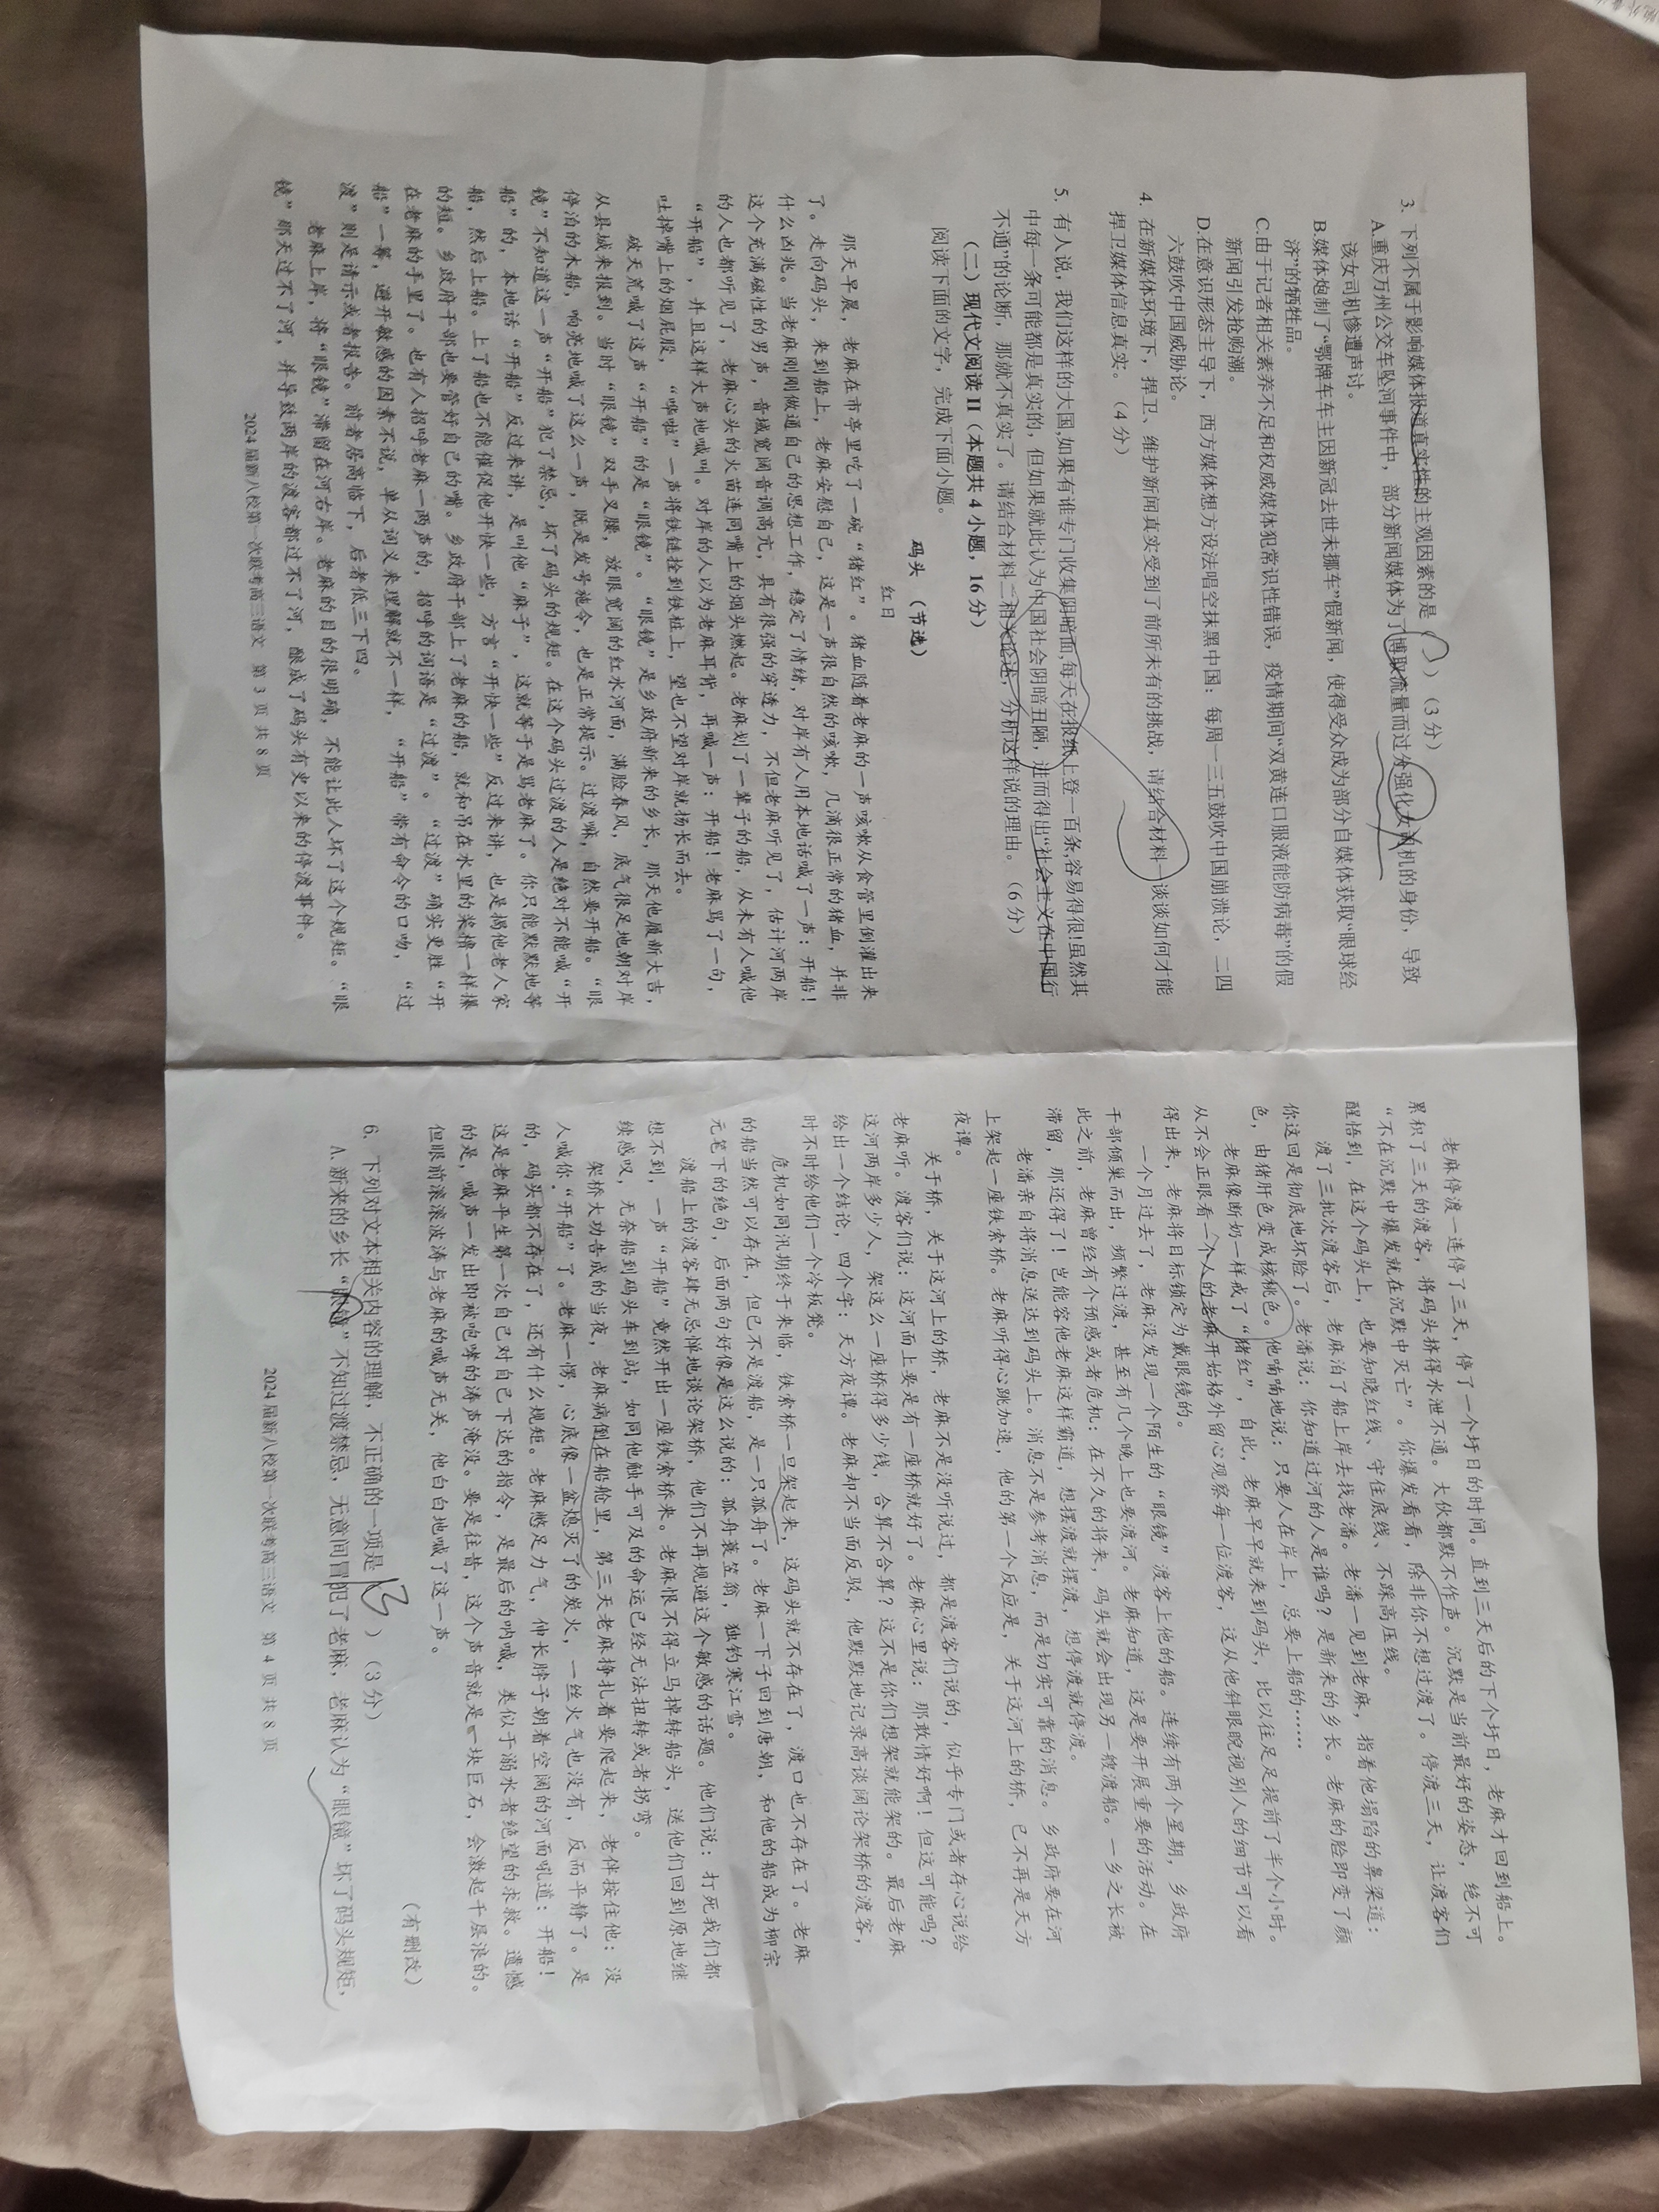 3. 下列不属于影响媒体报道真实性的主观因素的是（ ）（3分）
A.重庆万州公交车坠河事件中，部分新闻媒体为了博取流量而过分强化女司机的身份，导致
该女司机惨遭声讨。
B.媒体炮制了“鄂牌车车主因新冠去世未挪车”假新闻，使得受众成为部分自媒体获取“眼球经
济”的牺牲品。
C.由于记者相关素养不足和权威媒体犯常识性错误，疫情期间“双黄连口服液能防病毒”的假
新闻引发抢购潮。
D.在意识形态主导下，西方媒体想方设法唱空抹黑中国：每周一三五鼓吹中国崩溃论，二四
六鼓吹中国威胁论。
4. 在新媒体环境下，捍卫、维护新闻真实受到了前所未有的挑战，请结合材料一谈谈如何才能
捍卫媒体信息真实。（4分）
5. 有人说，我们这样的大国,如果有谁专门收集阴暗面,每天在报纸上登一百条,容易得很!虽然其
中每一条可能都是真实的，但如果就此认为中国社会阴暗丑陋，进而得出“社会主义在中国行
不通”的论断，那就不真实了。请结合材料二相关论述，分析这样说的理由。（6分）
（二）现代文阅读Ⅱ（本题共4小题，16分）
阅读下面的文字，完成下面小题。
码头（节选）
红日
那天早晨，老麻在市亭里吃了一碗“猪红”。猪血随着老麻的一声咳嗽从食管里倒灌出来
了。走向码头，来到船上，老麻安慰自己，这是一声很自然的咳嗽，几滴很正常的猪血，并非
什么凶兆。当老麻刚刚做通自己的思想工作，稳定了情绪，对岸有人用本地话喊了一声：开船！
这个充满磁性的男声，音域宽阔音调高亢，具有很强的穿透力，不但老麻听见了，估计河两岸
的人也都听见了，老麻心头的火苗连同嘴上的烟头燃起。老麻划了一辈子的船，从未有人喊他
“开船”，并且这样大声地喊叫。对岸的人以为老麻耳背，再喊一声：开船！老麻骂了一句，
吐掉嘴上的烟屁股，“哗啦”一声将铁链拴到铁桩上，望也不望对岸就扬长而去。
破天荒喊了这声“开船”的是“眼镜”。“眼镜”是乡政府新来的乡长，那天他履新大吉，
从县城来报到。当时“眼镜”双手叉腰，放眼宽阔的红水河面，满脸春风，底气很足地朝对岸
停泊的木船，响亮地喊了这么一声，既是发号施令，也是正常提示。过渡嘛，自然要开船。“眼
镜”不知道这一声“开船”犯了禁忌，坏了码头的规矩。在这个码头过渡的人是绝对不能喊“开
船”的，本地话“开船”反过来讲，是叫他“麻子”，这就等于是骂老麻了。你只能默默地等
船，然后上船。上了船也不能催促他开快一些，方言“开快一些”反过来讲，也是揭他老人家
的短。乡政府干部也要管好自己的嘴。乡政府干部上了老麻的船，就和吊在水里的桨橹一样操
在老麻的手里了。也有人招呼老麻一两声的，招呼的词语是“过渡”。“过渡”确实更胜“开
船”一筹，避开敏感的因素不说，单从词义来理解就不一样，“开船”带有命令的口吻，“过
渡”则是请示或者报告。前者居高临下，后者低三下四。
老麻上岸，将“眼镜”滞留在河右岸。老麻的目的很明确，不能让此人坏了这个规矩。“眼
镜”那天过不了河，并导致两岸的渡客都过不了河，酿成了码头有史以来的停渡事件。
2024届新八校第一次联考高三语文 第 3 页 共 8 页
老麻停渡一连停了三天，停了一个圩日的时间。直到三天后的下个圩日，老麻才回到船上。
累积了三天的渡客，将码头挤得水泄不通。大伙都默不作声。沉默是当前最好的姿态，绝不可
“不在沉默中爆发就在沉默中灭亡”。你爆发看看，除非你不想过渡了。停渡三天，让渡客们
醒悟到，在这个码头上，也要知晓红线、守住底线、不踩高压线。
渡了三批次渡客后，老麻泊了船上岸去找老潘。老潘一见到老麻，指着他塌陷的鼻梁道：
你这回是彻底地坏脸了。老潘说：你知道过河的人是谁吗？是新来的乡长。老麻的脸即变了颜
色，由猪肝色变成核桃色。他喃喃地说：只要人在岸上，总要上船的……
老麻像断奶一样戒了“猪红”，自此，老麻早早就来到码头，比以往足足提前了半个小时。
从不会正眼看一个人的老麻开始格外留心观察每一位渡客，这从他斜眼睨视别人的细节可以看
得出来，老麻将目标锁定为戴眼镜的。
一个月过去了，老麻没发现一个陌生的“眼镜”渡客上他的船。连续有两个星期，乡政府
干部倾巢而出，频繁过渡，甚至有几个晚上也要渡河。老麻知道，这是要开展重要的活动。在
此之前，老麻曾经有个预感或者危机：在不久的将来，码头就会出现另一艘渡船。一乡之长被
滞留，那还得了！岂能容他老麻这样霸道，想摆渡就摆渡，想停渡就停渡。
老潘亲自将消息送达到码头上。消息不是参考消息，而是切实可靠的消息。乡政府要在河
上架起一座铁索桥。老麻听得心跳加速，他的第一个反应是，关于这河上的桥，已不再是天方
夜谭。
关于桥，关于这河上的桥，老麻不是没听说过，都是渡客们说的，似乎专门或者存心说给
老麻听。渡客们说：这河面上要是有一座桥就好了。老麻心里说：那敢情好啊！但这可能吗？
这河两岸多少人，架这么一座桥得多少钱，合算不合算？这不是你们想架就能架的。最后老麻
给出一个结论，四个字：天方夜谭。老麻却不当面反驳，他默默地记录高谈阔论架桥的渡客，
时不时给他们一个冷板凳。
危机如同汛期终于来临，铁索桥一旦架起来，这码头就不存在了，渡口也不存在了。老麻
的船当然可以存在，但已不是渡船，是一只孤舟了。老麻一下子回到唐朝，和他的船成为柳宗
元笔下的绝句，后面两句好像是这么说的：孤舟蓑笠翁，独钓寒江雪。
渡船上的渡客肆无忌惮地谈论架桥，他们不再规避这个敏感的话题。他们说：打死我们都
想不到，一声“开船”竟然开出一座铁索桥来。老麻恨不得立马掉转船头，送他们回到原地继
续感叹，无奈船到码头车到站，如同他触手可及的命运已经无法扭转或者拐弯。
架桥大功告成的当夜，老麻病倒在船舱里，第三天老麻挣扎着要爬起来，老伴按住他：没
人喊你“开船”了。老麻一愣，心底像一盆熄灭了的炭火，一丝火气也没有，反而平静了。是
的，码头都不存在了，还有什么规矩。老麻憋足力气，伸长脖子朝着空阔的河面吼道：开船！
这是老麻平生第一次自己对自己下达的指令，是最后的呐喊，类似于溺水者绝望的求救。遗憾
的是，喊声一发出即被咆哮的涛声淹没。要是往昔，这个声音就是一块巨石，会激起千层浪的。
但眼前滚滚波涛与老麻的喊声无关，他白白地喊了这一声。
（有删改）
6. 下列对文本相关内容的理解，不正确的一项是（ B ）（3分）
A. 新来的乡长“眼镜”不知过渡禁忌，无意间冒犯了老麻，老麻认为“眼镜”坏了码头规矩，
2024届新八校第一次联考高三语文 第 4 页 共 8 页